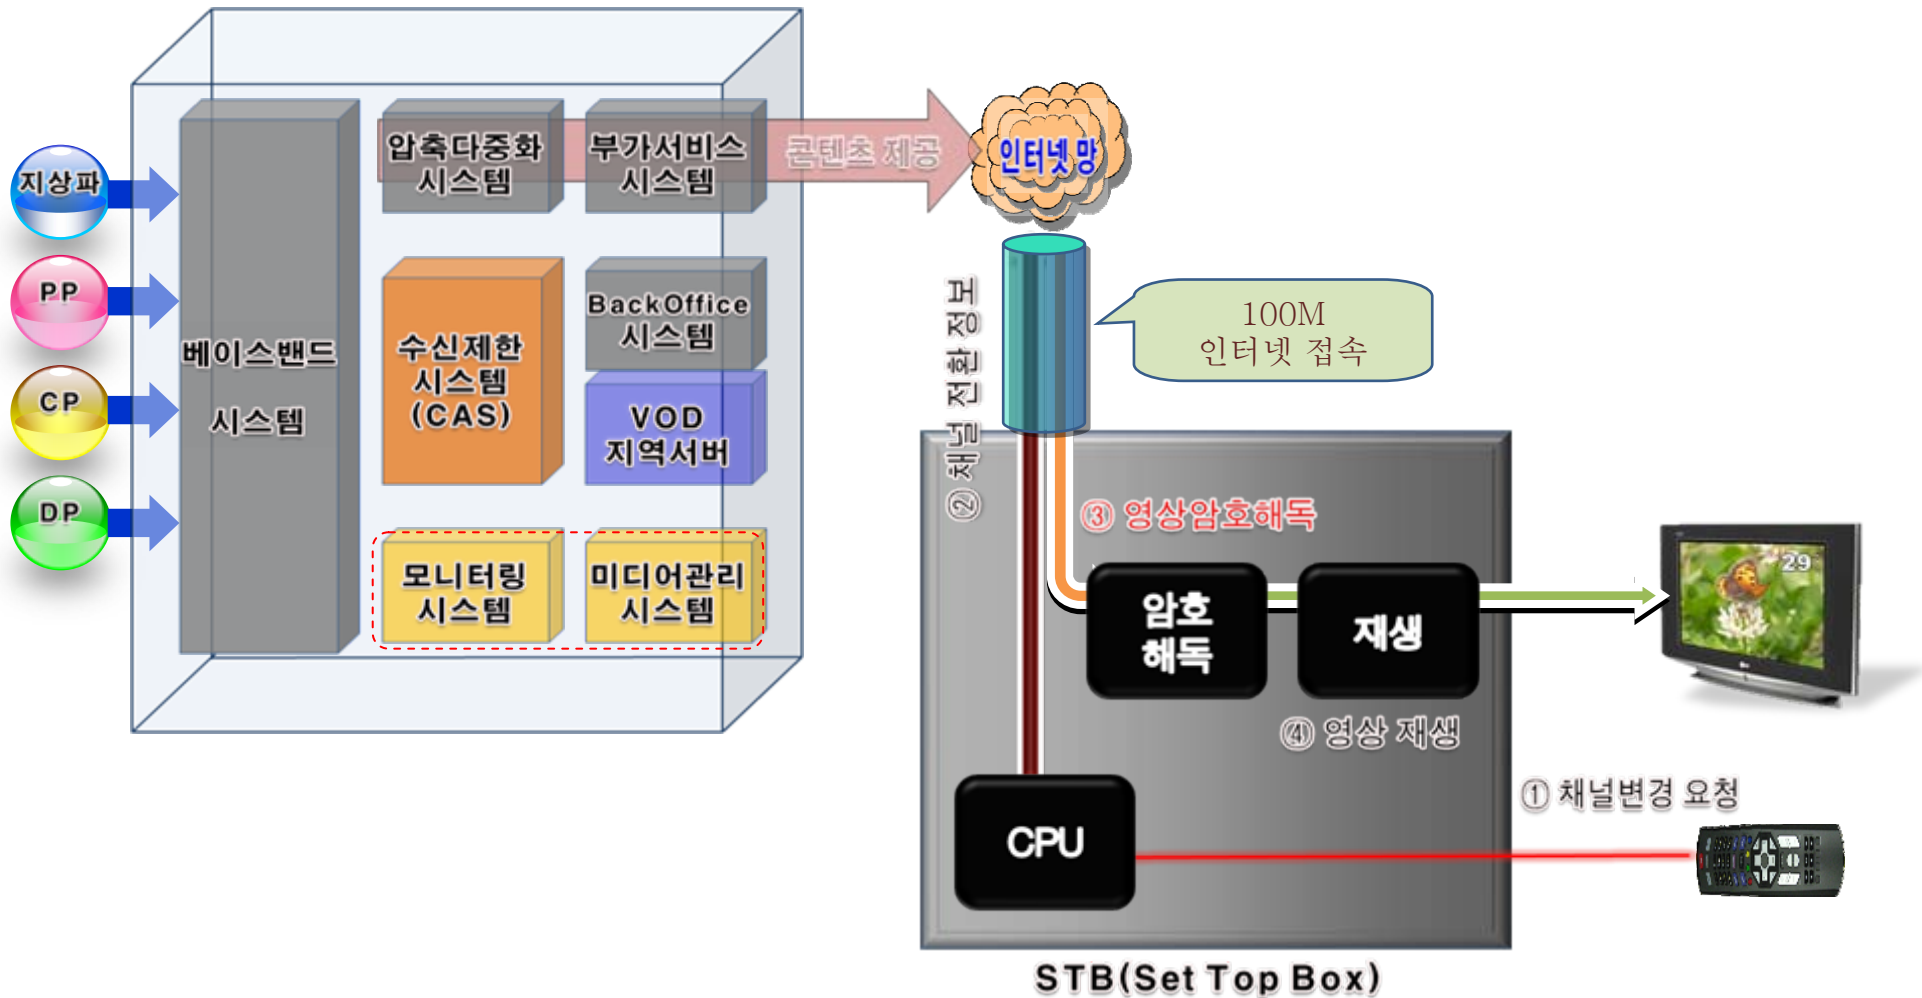 지상파
PP
CP
DP
베이스밴드
시스템
압축다중화
시스템
부가서비스
시스템
콘텐츠 제공
인터넷 망
수신제한
시스템
(CAS)
BackOffice
시스템
VOD
지역서버
모니터링
시스템
미디어관리
시스템
② 채널 전환 정보
100M
인터넷 접속
③ 영상암호해독
암호
해독
재생
29
④ 영상 재생
① 채널변경 요청
CPU
STB(Set Top Box)